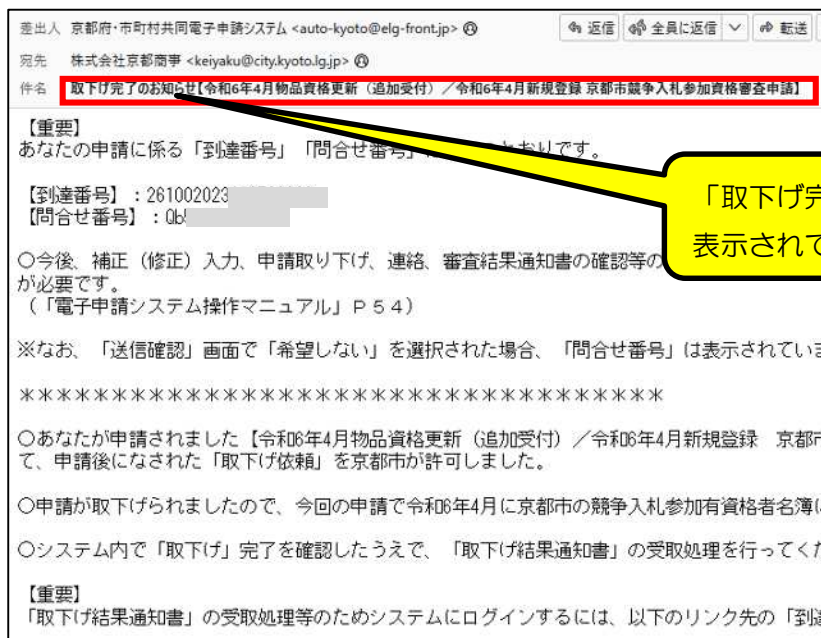 差出人 京都府・市町村共同電子申請システム <auto-kyoto@elg-front.jp>
返信 全員に返信 転送
宛先 株式会社京都商事 <keiyaku@city.kyoto.lg.jp>
件名 取下げ完了のお知らせ【令和6年4月物品資格更新（追加受付）／令和6年4月新規登録 京都市競争入札参加資格審査申請】
【重要】
あなたの申請に係る「到達番号」「問合せ番号」は おりです。
「取下げ完
表示されて
【到達番号】：261002023
【問合せ番号】：Qb
○今後、補正（修正）入力、申請取り下げ、連絡、審査結果通知書の確認等の
が必要です。
（「電子申請システム操作マニュアル」Ｐ５４）
※なお、「送信確認」画面で「希望しない」を選択された場合、「問合せ番号」は表示されていま
＊＊＊＊＊＊＊＊＊＊＊＊＊＊＊＊＊＊＊＊＊＊＊＊＊＊＊＊＊＊＊＊＊＊＊
○あなたが申請されました【令和6年4月物品資格更新（追加受付）／令和6年4月新規登録　京都市
て、申請後になされた「取下げ依頼」を京都市が許可しました。
○申請が取下げられましたので、今回の申請で令和6年4月に京都市の競争入札参加有資格者名簿に
○システム内で「取下げ」完了を確認したうえで、「取下げ結果通知書」の受取処理を行ってくだ
【重要】
「取下げ結果通知書」の受取処理等のためシステムにログインするには、以下のリンク先の「到達